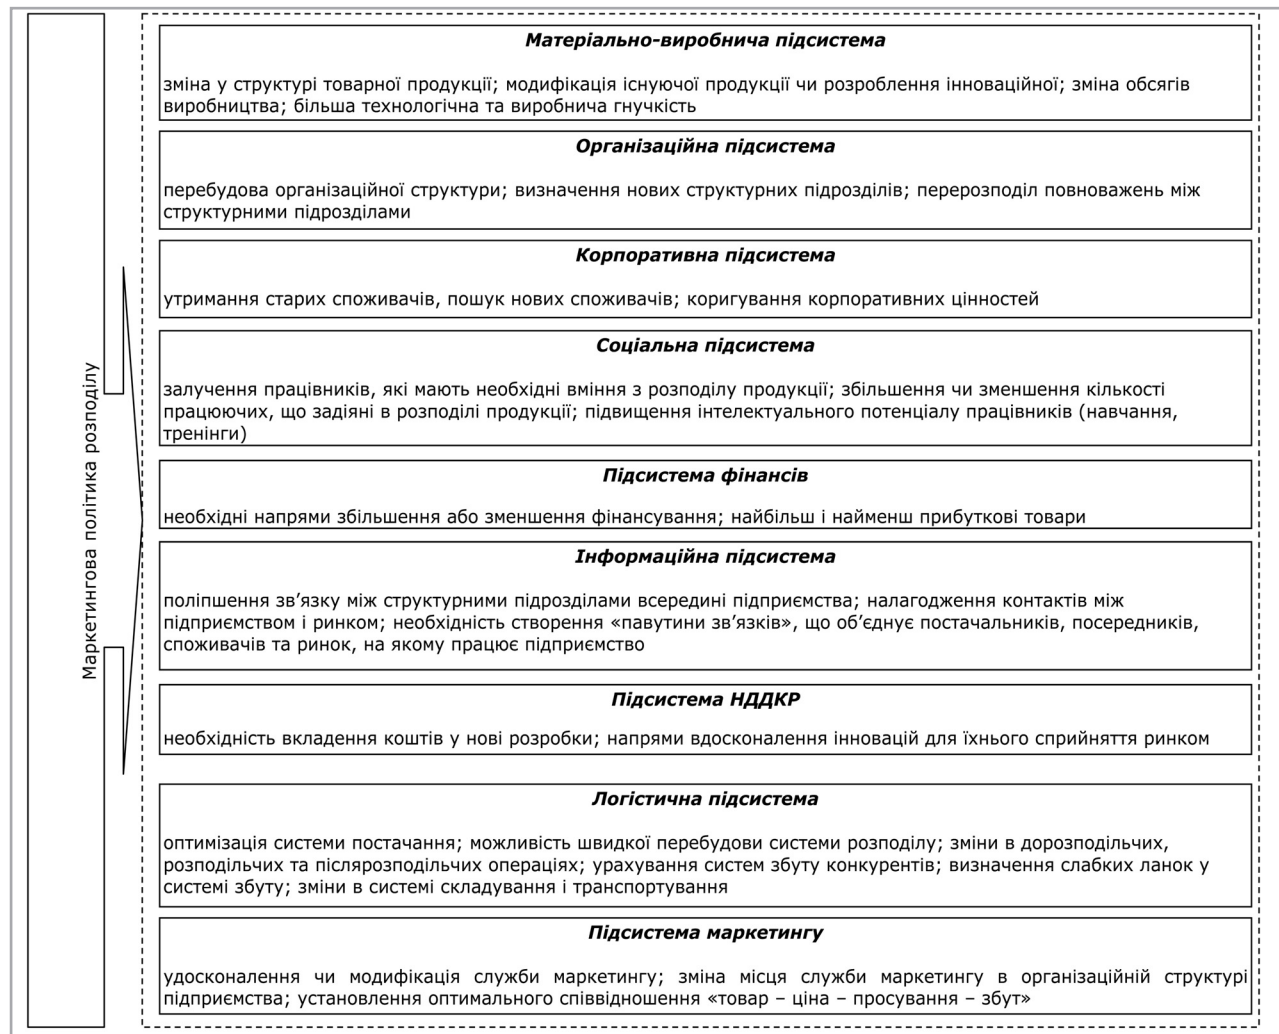 Маркетингова політика розподілу
Матеріально-виробнича підсистема
зміна у структурі товарної продукції; модифікація існуючої продукції чи розроблення інноваційної; зміна обсягів
виробництва; більша технологічна та виробнича гнучкість
Організаційна підсистема
перебудова організаційної структури; визначення нових структурних підрозділів; перерозподіл повноважень між
структурними підрозділами
Корпоративна підсистема
утримання старих споживачів, пошук нових споживачів; коригування корпоративних цінностей
Соціальна підсистема
залучення працівників, які мають необхідні вміння з розподілу продукції; збільшення чи зменшення кількості
працюючих, що задіяні в розподілі продукції; підвищення інтелектуального потенціалу працівників (навчання,
тренінги)
Підсистема фінансів
необхідні напрями збільшення або зменшення фінансування; найбільш і найменш прибуткові товари
Інформаційна підсистема
поліпшення зв’язку між структурними підрозділами всередині підприємства; налагодження контактів між
підприємством і ринком; необхідність створення «павутини зв’язків», що об’єднує постачальників, посередників,
споживачів та ринок, на якому працює підприємство
Підсистема НДДКР
необхідність вкладення коштів у нові розробки; напрями вдосконалення інновацій для їхнього сприйняття ринком
Логістична підсистема
оптимізація системи постачання; можливість швидкої перебудови системи розподілу; зміни в дорозподільчих,
розподільчих та післярозподільчих операціях; урахування систем збуту конкурентів; визначення слабких ланок у
системі збуту; зміни в системі складування і транспортування
Підсистема маркетингу
удосконалення чи модифікація служби маркетингу; зміна місця служби маркетингу в організаційній структурі
підприємства; установлення оптимального співвідношення «товар – ціна – просування – збут»